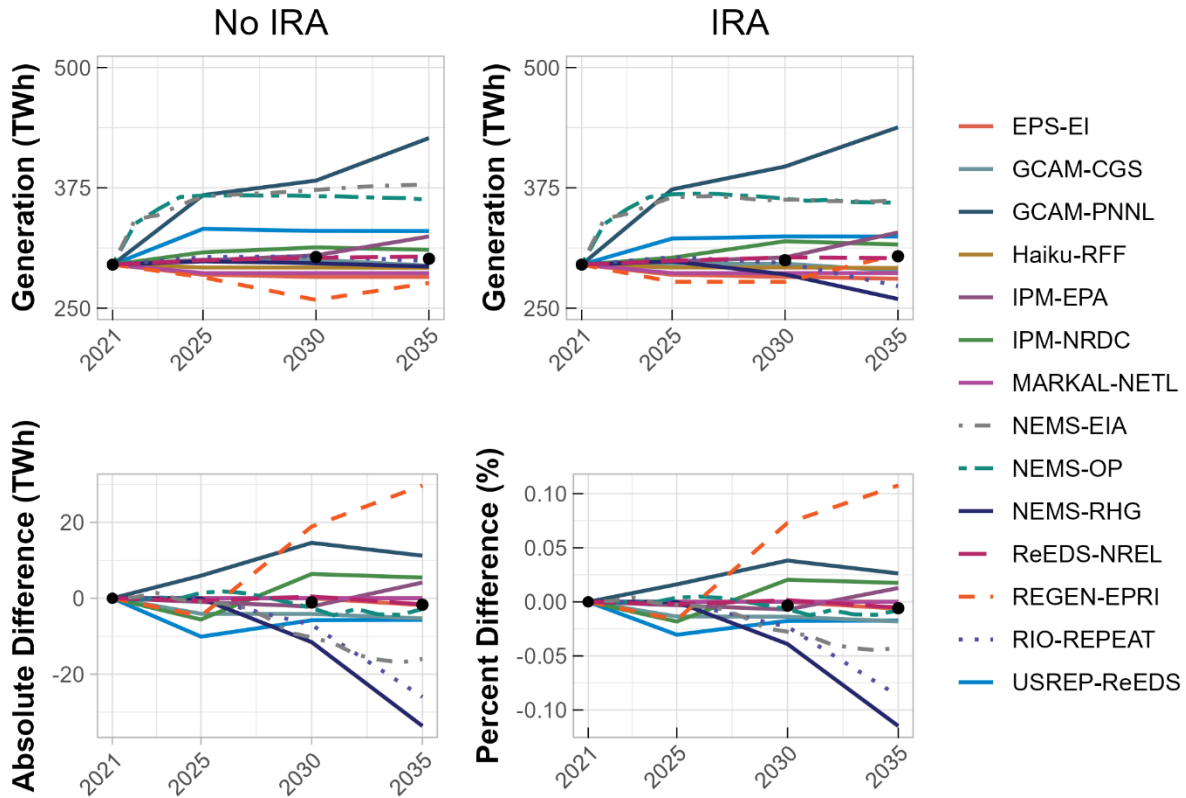 No IRA
IRA
Generation (TWh)
500
375
250
2021
2025
2030
2035
Generation (TWh)
500
375
250
2021
2025
2030
2035
Absolute Difference (TWh)
20
0
-20
2021
2025
2030
2035
Percent Difference (%)
0.10
0.05
0.00
-0.05
-0.10
2021
2025
2030
2035
EPS-EI
GCAM-CGS
GCAM-PNNL
Haiku-RFF
IPM-EPA
IPM-NRDC
MARKAL-NETL
NEMS-EIA
NEMS-OP
NEMS-RHG
ReEDS-NREL
REGEN-EPRI
RIO-REPEAT
USREP-ReEDS